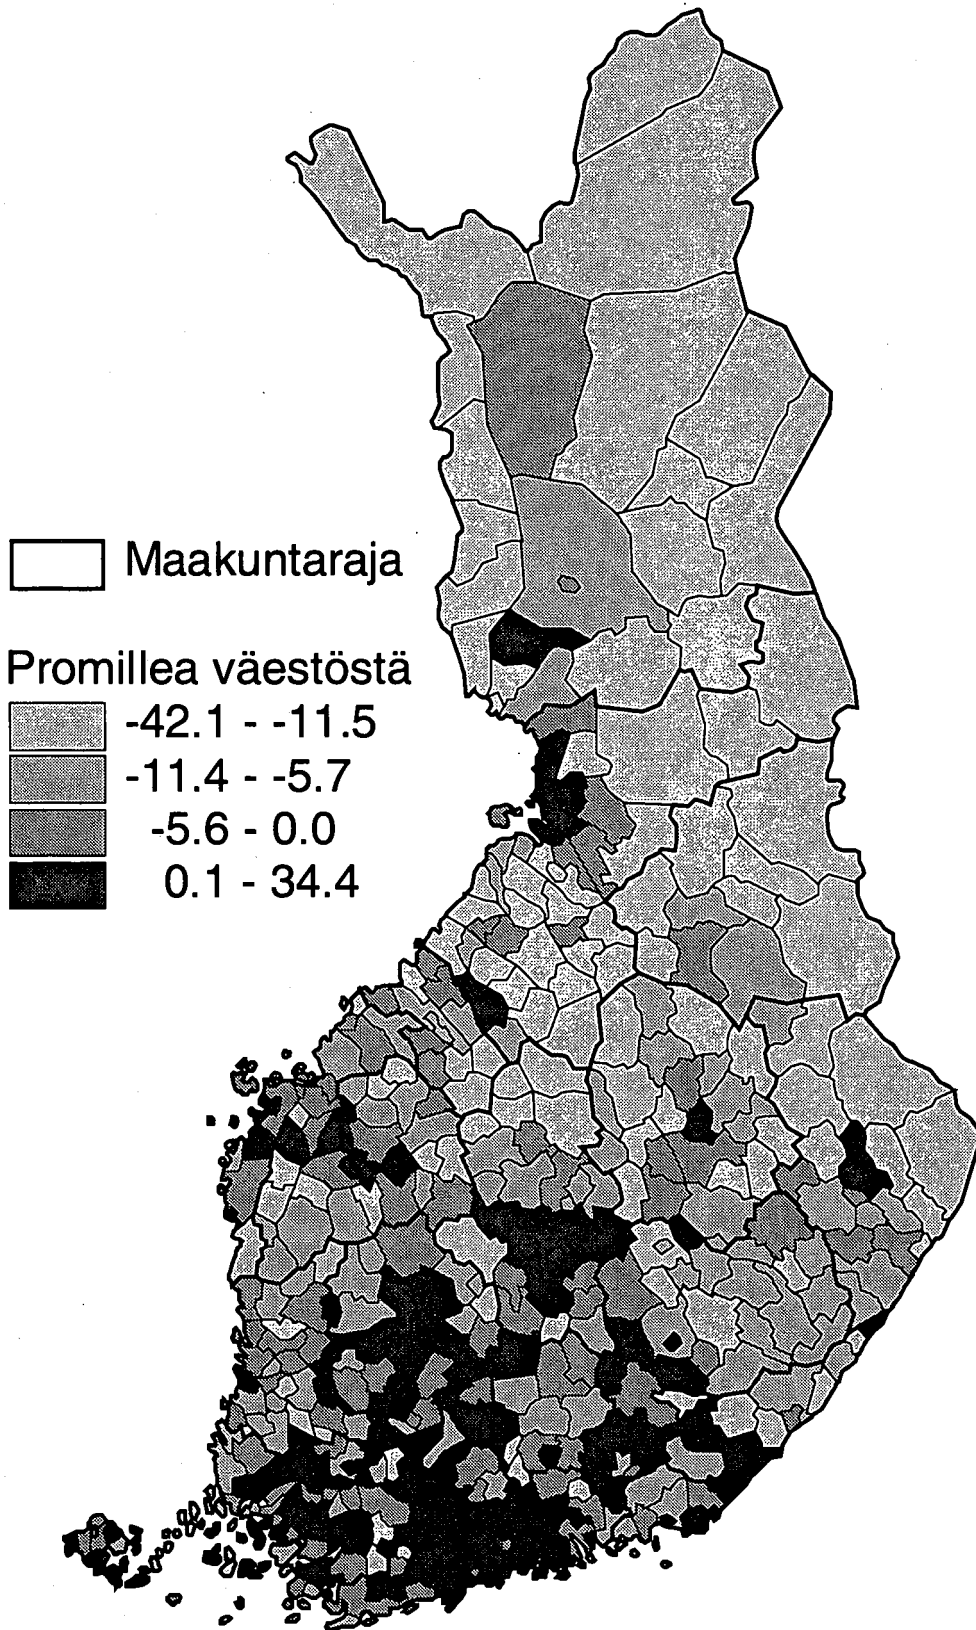 Maakuntaraja
Promillea väestöstä
-42.1 - -11.5
-11.4 - -5.7
-5.6 - 0.0
0.1 - 34.4